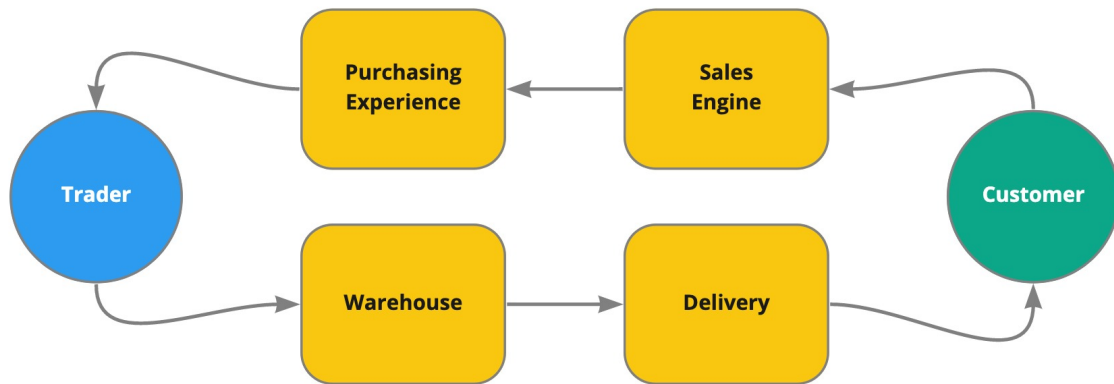 Purchasing
Experience
Sales
Engine
Trader
Customer
Warehouse
Delivery